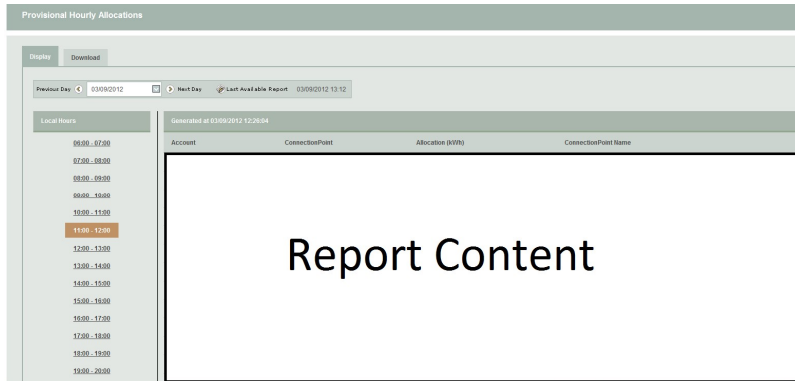 Provisional Hourly Allocations
Display Download
Previous Day 03/09/2012 Next Day Last Available Report 03/09/2012 13:12
Local Hours Generated at 03/09/2012 12:26:04
Account ConnectionPoint Allocation (kWh) ConnectionPoint Name
06:00 - 07:00
07:00 - 08:00
08:00 - 09:00
09:00 - 10:00
10:00 - 11:00
11:00 - 12:00
12:00 - 13:00
13:00 - 14:00
14:00 - 15:00
15:00 - 16:00
16:00 - 17:00
17:00 - 18:00
18:00 - 19:00
19:00 - 20:00
Report Content